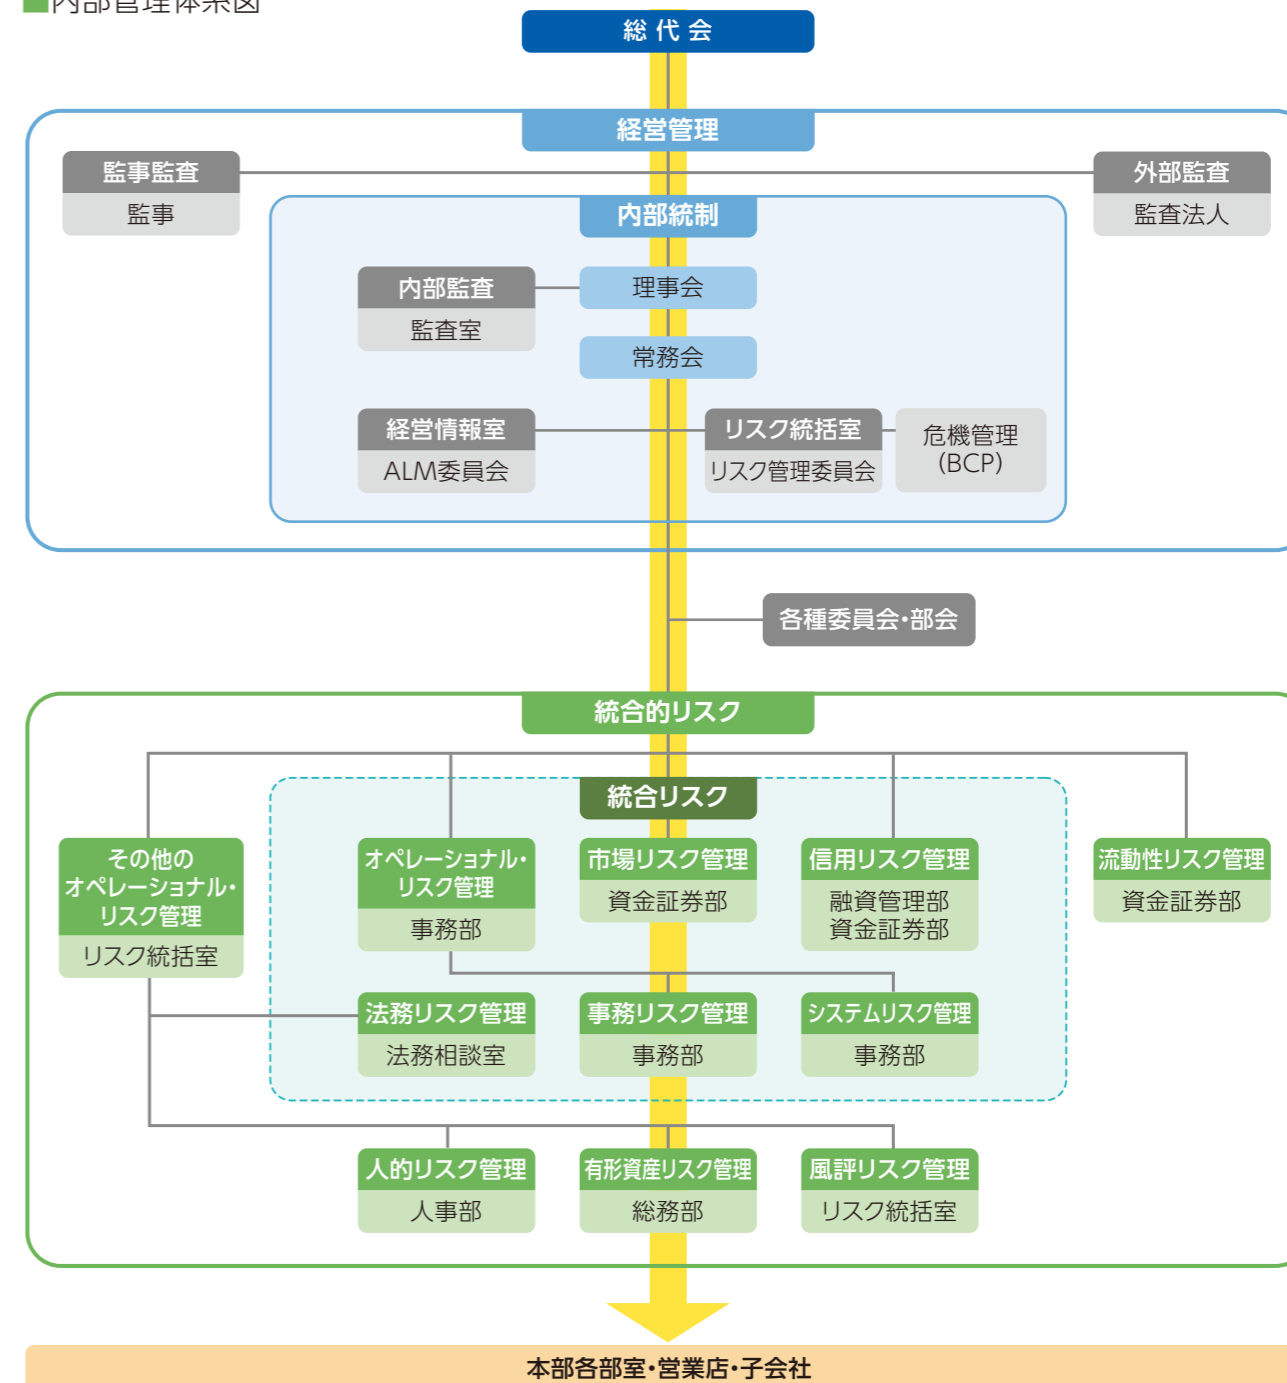 ■内部管理体系図
総代会
経営管理
監事監査
監事
外部監査
監査法人
内部統制
内部監査
監査室
理事会
常務会
経営情報室
ALM委員会
リスク統括室
リスク管理委員会
危機管理
(BCP)
各種委員会・部会
統合的リスク
統合リスク
その他の
オペレーショナル・
リスク管理
リスク統括室
オペレーショナル・
リスク管理
事務部
市場リスク管理
資金証券部
信用リスク管理
融資管理部
資金証券部
流動性リスク管理
資金証券部
法務リスク管理
法務相談室
事務リスク管理
事務部
システムリスク管理
事務部
人的リスク管理
人事部
有形資産リスク管理
総務部
風評リスク管理
リスク統括室
本部各部室・営業店・子会社